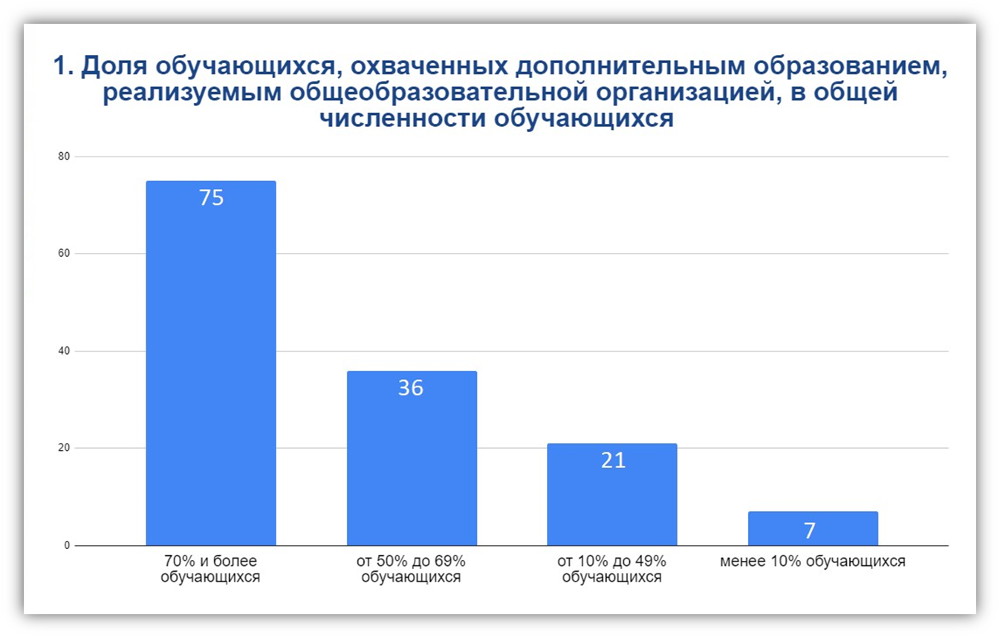 1. Доля обучающихся, охваченных дополнительным образованием,
реализуемым общеобразовательной организацией, в общей
численности обучающихся
80
60
40
20
0
75
36
21
7
70% и более
обучающихся
от 50% до 69%
обучающихся
от 10% до 49%
обучающихся
менее 10% обучающихся